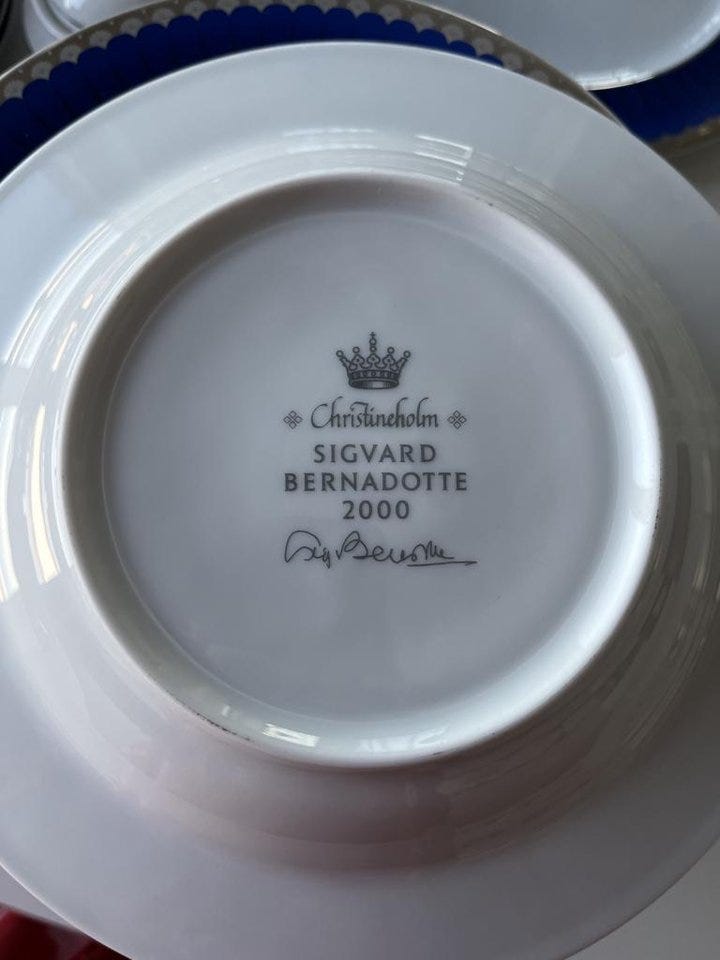 Christineholm
SIGVARD
BERNADOTTE
2000